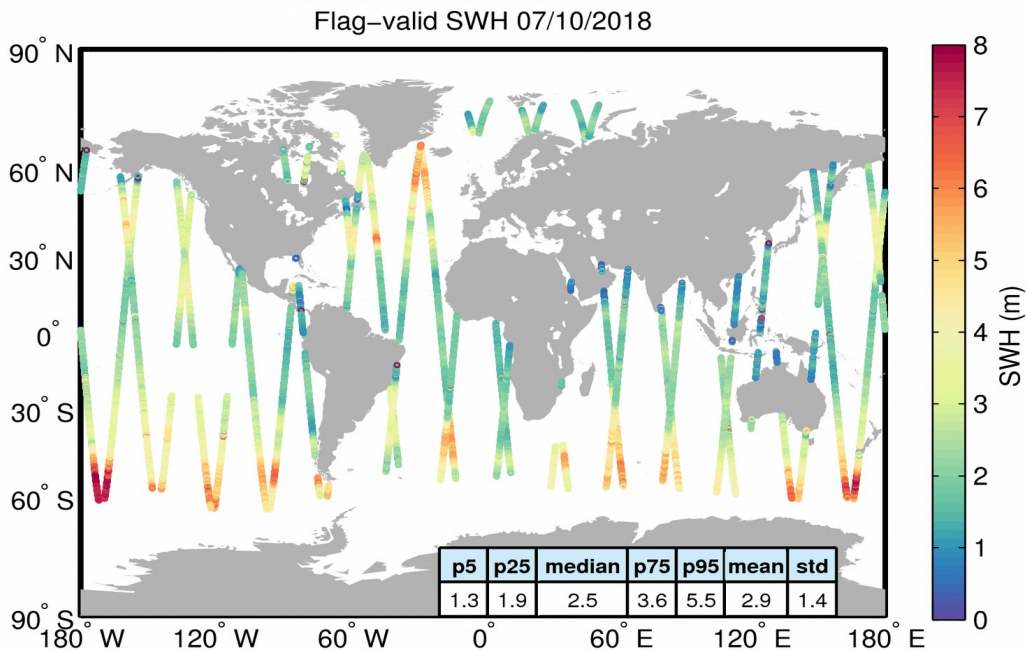 Flag−valid SWH 07/10/2018
90° N
60° N
30° N
0°
30° S
60° S
90° S
180° W
120° W
60° W
0°
60° E
120° E
180° E
p5 p25 median p75 p95 mean std
1.3 1.9 2.5 3.6 5.5 2.9 1.4
8
7
6
5
4
3
2
1
0
SWH (m)